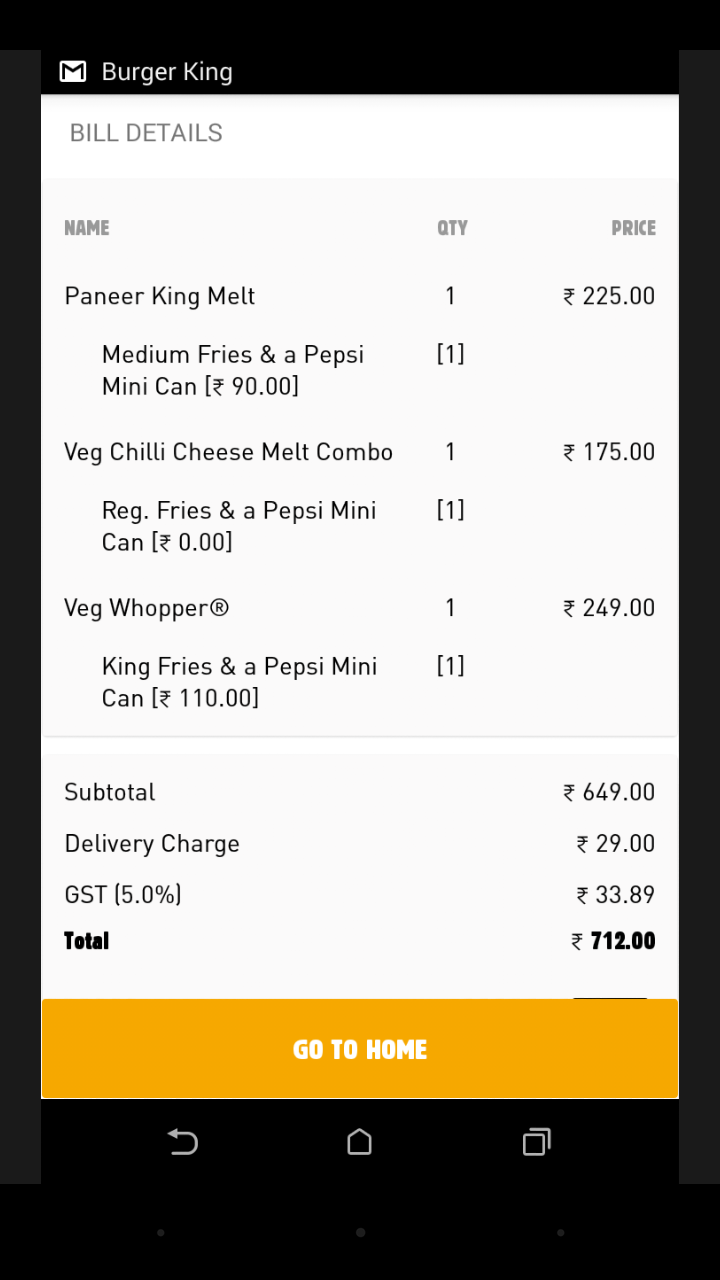 Burger King
BILL DETAILS
NAME QTY PRICE
Paneer King Melt 1 ₹ 225.00
Medium Fries & a Pepsi [1]
Mini Can [₹ 90.00]
Veg Chilli Cheese Melt Combo 1 ₹ 175.00
Reg. Fries & a Pepsi Mini [1]
Can [₹ 0.00]
Veg Whopper® 1 ₹ 249.00
King Fries & a Pepsi Mini [1]
Can [₹ 110.00]
Subtotal ₹ 649.00
Delivery Charge ₹ 29.00
GST (5.0%) ₹ 33.89
Total ₹ 712.00
GO TO HOME